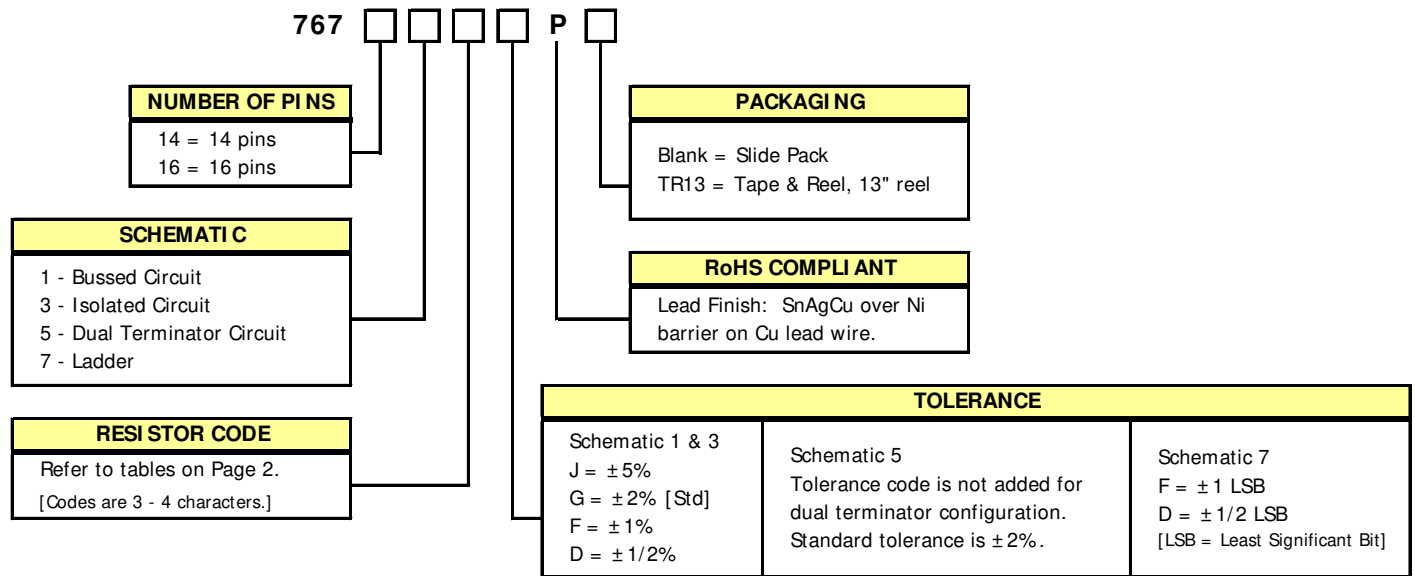 767 P
NUMBER OF PINS
14 = 14 pins
16 = 16 pins
PACKAGING
Blank = Slide Pack
TR13 = Tape & Reel, 13" reel
SCHEMATIC
1 - Bussed Circuit
3 - Isolated Circuit
5 - Dual Terminator Circuit
7 - Ladder
RoHS COMPLIANT
Lead Finish: SnAgCu over Ni
barrier on Cu lead wire.
RESISTOR CODE
Refer to tables on Page 2.
[Codes are 3 - 4 characters.]
TOLERANCE
Schematic 1 & 3
J = ±5%
G = ±2% [Std]
F = ±1%
D = ±1/2%
Schematic 5
Tolerance code is not added for
dual terminator configuration.
Standard tolerance is ±2%.
Schematic 7
F = ±1 LSB
D = ±1/2 LSB
[LSB = Least Significant Bit]